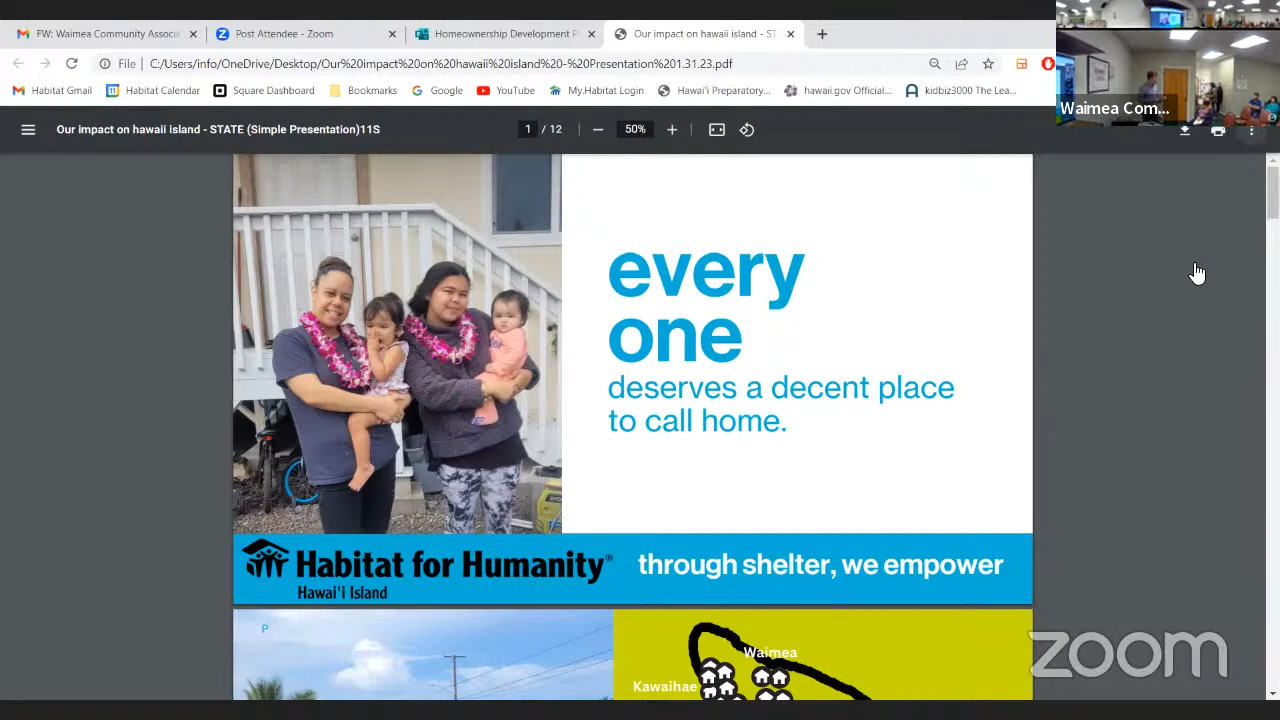 FW: Waimea Community Associa
Post Attendee - Zoom
Homeownership Development P
Our impact on hawaii island - ST
File
C:/Users/info/OneDrive/Desktop/Our%20impact%20on%20hawaii%20island%20-%20Presentation%201.31.23.pdf
Habitat Gmail
Habitat Calendar
Square Dashboard
Bookmarks
Google
YouTube
My.Habitat Login
Hawai'i Preparatory...
hawaii.gov Official...
kidbiz3000 The Lea...
Waimea Com...
Our impact on hawaii island - STATE (Simple Presentation)11S
1 / 12
50%
every
one
deserves a decent place
to call home.
Habitat for Humanity®
Hawai'i Island
through shelter, we empower
P
Waimea
Kawaihae
zoom